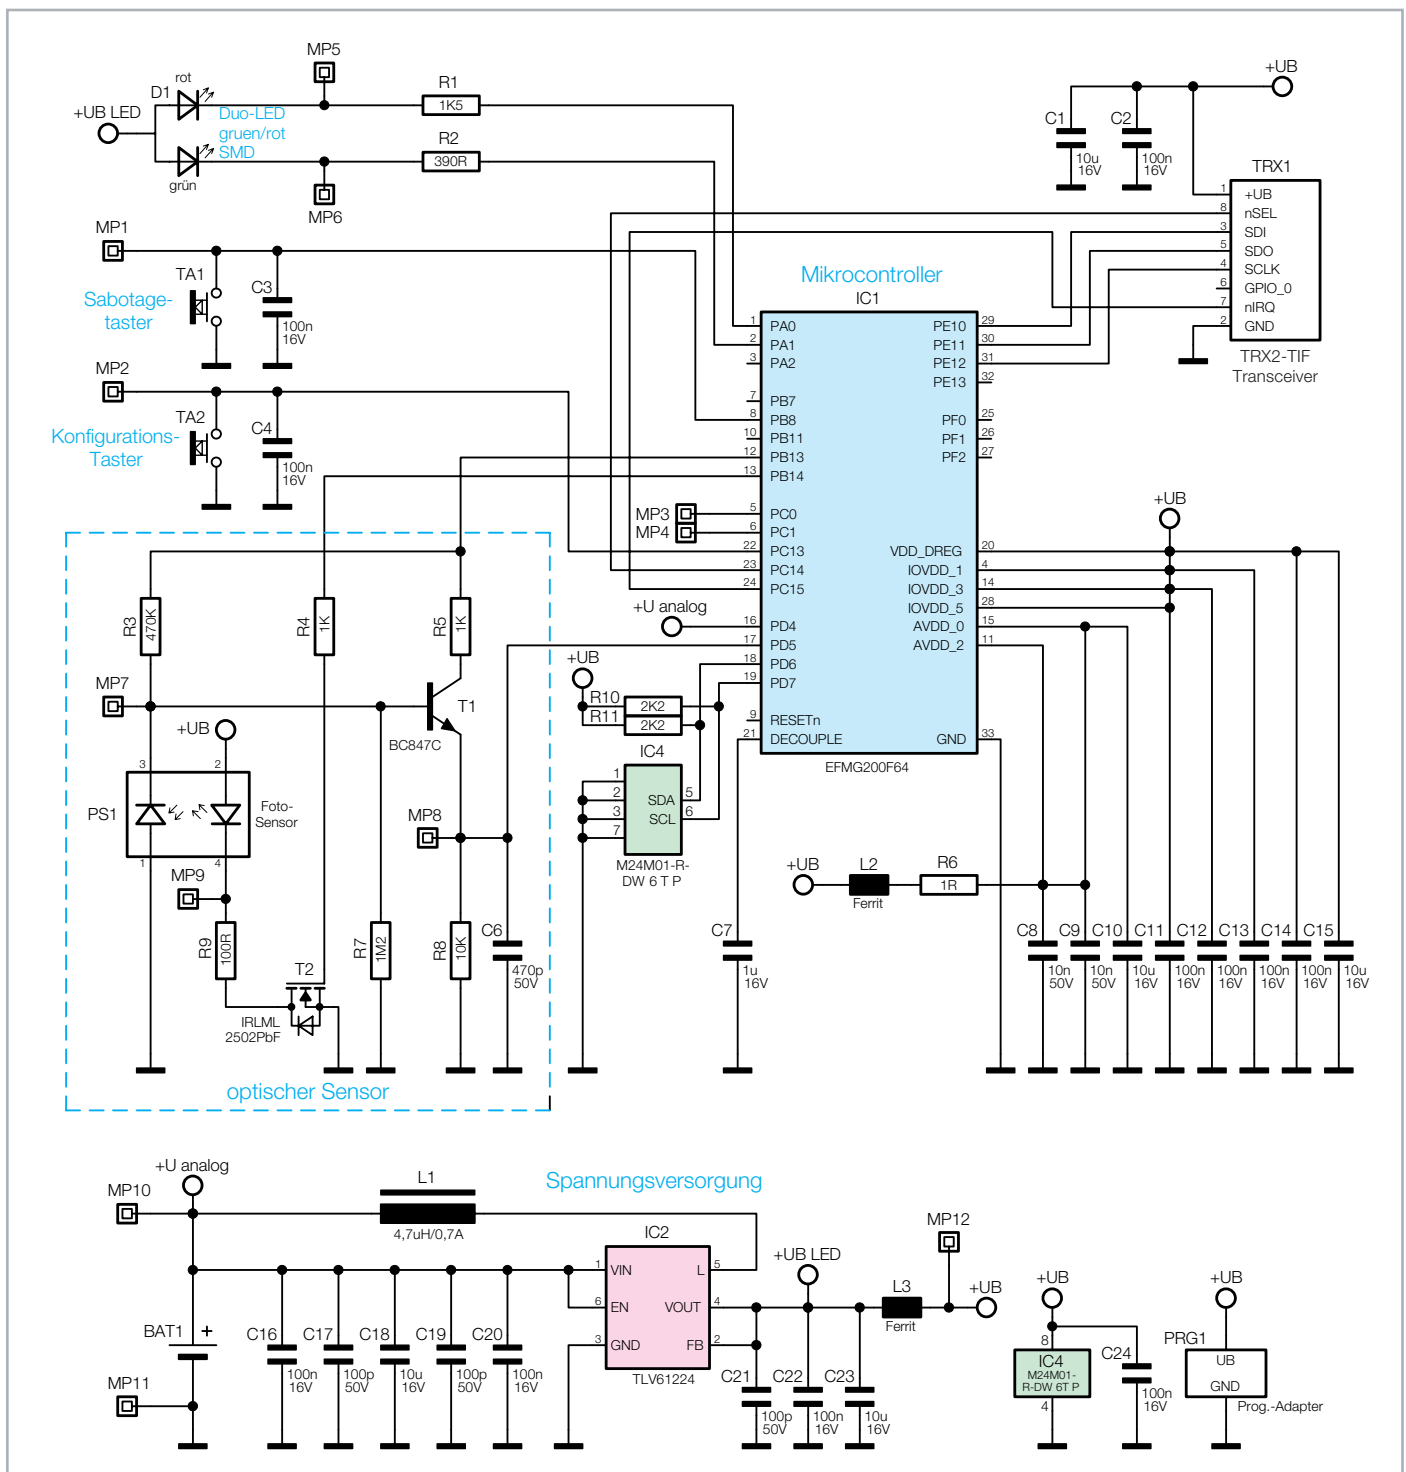 MP5
rot
D1
+UB LED
Duo-LED
gruen/rot
SMD
grün
R1
1K5
R2
390R
MP6
+UB
C1
10u
16V
C2
100n
16V
TRX1
1
+UB
8
nSEL
3
SDI
5
SDO
4
SCLK
6
GPIO_0
7
nIRQ
2
GND
TRX2-TIF
Transceiver
MP1
TA1
Sabotage-
taster
C3
100n
16V
MP2
TA2
Konfigurations-
Taster
C4
100n
16V
Mikrocontroller
IC1
1
PA0
2
PA1
3
PA2
7
PB7
8
PB8
10
PB11
12
PB13
13
PB14
5
PC0
6
PC1
22
PC13
23
PC14
24
PC15
16
PD4
17
PD5
18
PD6
19
PD7
9
RESETn
21
DECOUPLE
PE10
29
PE11
30
PE12
31
PE13
32
PF0
25
PF1
26
PF2
27
VDD_DREG
20
IOVDD_1
4
IOVDD_3
14
IOVDD_5
28
AVDD_0
15
AVDD_2
11
GND
33
EFMG200F64
MP3
MP4
+U analog
+UB
R10
2K2
R11
2K2
IC4
1
2
3
7
SDA
5
SCL
6
M24M01-R-
DW 6 T P
+UB
R3
470K
R4
1K
R5
1K
MP7
+UB
T1
BC847C
3
2
PS1
Foto-
Sensor
1
4
MP8
MP9
R9
100R
T2
IRLML
2502PbF
R7
1M2
R8
10K
C6
470p
50V
optischer Sensor
C7
1u
16V
+UB
L2
Ferrit
R6
1R
C8
10n
50V
C9
10n
50V
C10
10u
16V
C11
100n
16V
C12
100n
16V
C13
100n
16V
C14
100n
16V
C15
10u
16V
Spannungsversorgung
+U analog
MP10
L1
4,7uH/0,7A
IC2
1
VIN
6
EN
3
GND
L
5
VOUT
4
FB
2
TLV61224
BAT1
+
MP11
C16
100n
16V
C17
100p
50V
C18
10u
16V
C19
100p
50V
C20
100n
16V
+UB LED
C21
100p
50V
C22
100n
16V
C23
10u
16V
L3
Ferrit
MP12
+UB
+UB
8
IC4
M24M01-
R-DW 6T P
4
C24
100n
16V
+UB
PRG1
UB
GND
Prog.-Adapter